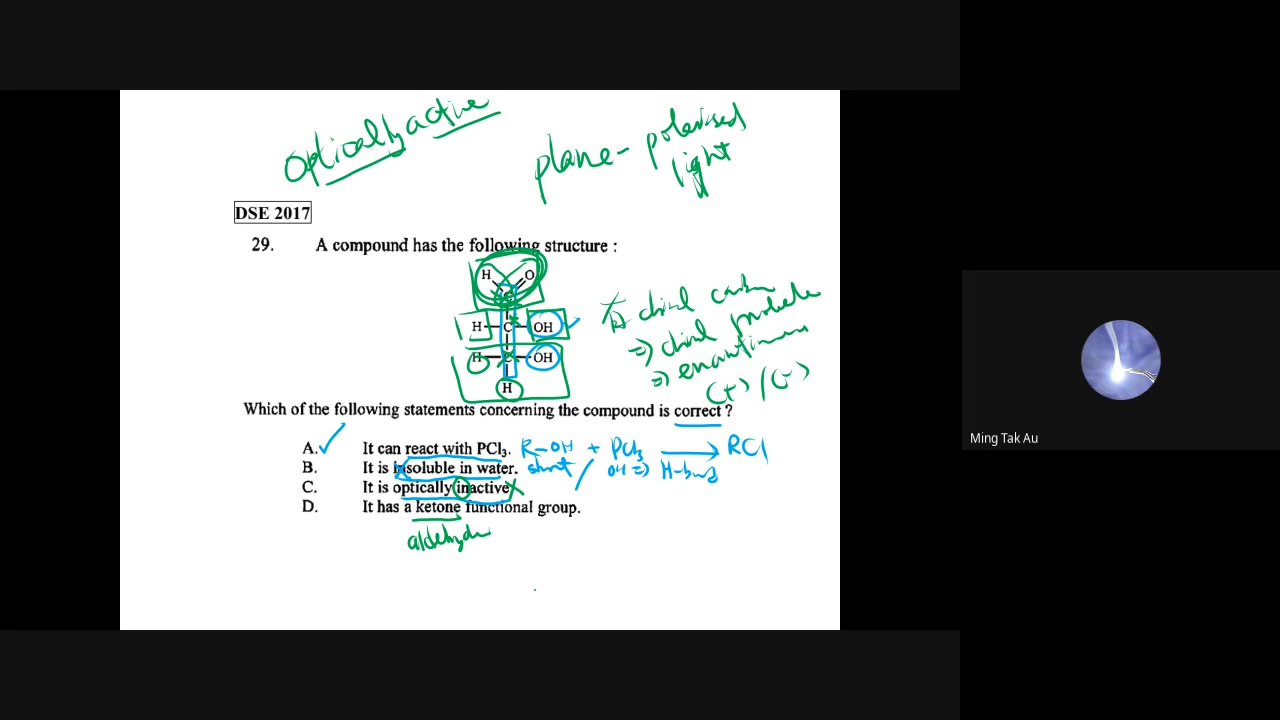 optically active
plane-polarised
light
DSE 2017
29. A compound has the following structure :
H O
C
H C OH
H C OH
H
有 chiral carbon
=> chiral molecule
=> enantiomers
(+) / (-)
Which of the following statements concerning the compound is correct ?
A. It can react with PCl₃. R-OH + PCl₃ → RCl
B. It is insoluble in water. short / OH => H-bond
C. It is optically inactive
D. It has a ketone functional group.
aldehyde
Ming Tak Au